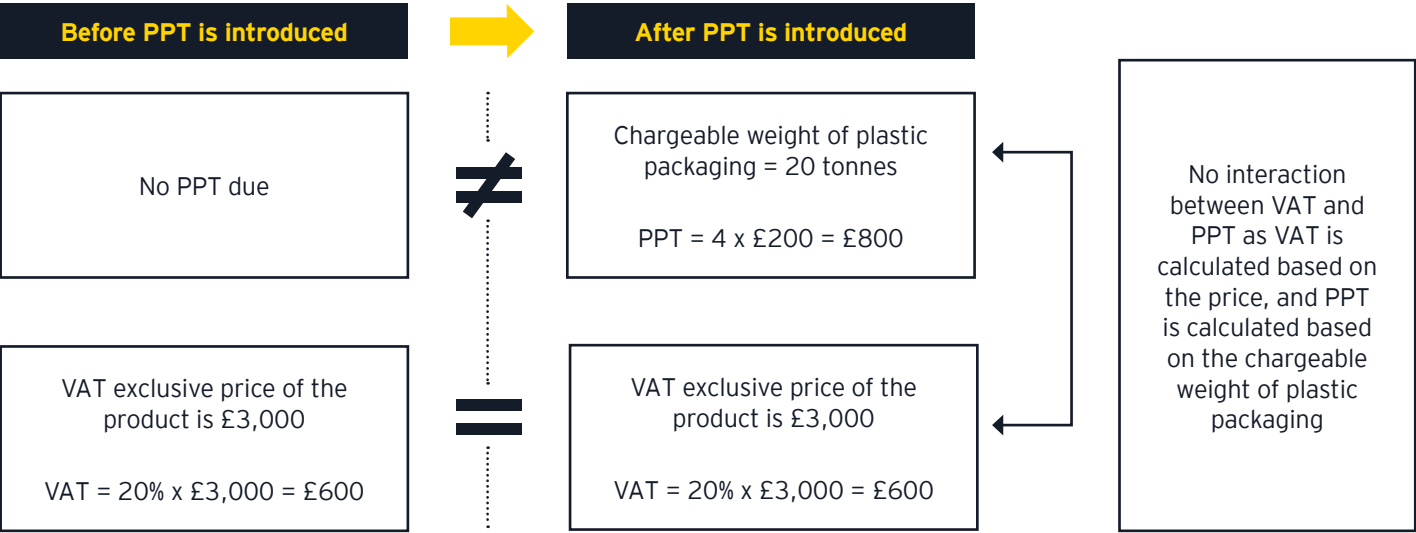 Before PPT is introduced
After PPT is introduced
No PPT due
Chargeable weight of plastic
packaging = 20 tonnes
PPT = 4 x £200 = £800
VAT exclusive price of the
product is £3,000
VAT = 20% x £3,000 = £600
VAT exclusive price of the
product is £3,000
VAT = 20% x £3,000 = £600
No interaction
between VAT and
PPT as VAT is
calculated based on
the price, and PPT
is calculated based
on the chargeable
weight of plastic
packaging